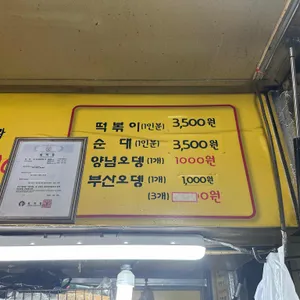 떡볶이(1인분) 3,500원
순대(1인분) 3,500원
양념오뎅(1개) 1000원
부산오뎅(1개) 1,000원
(3개) 0원